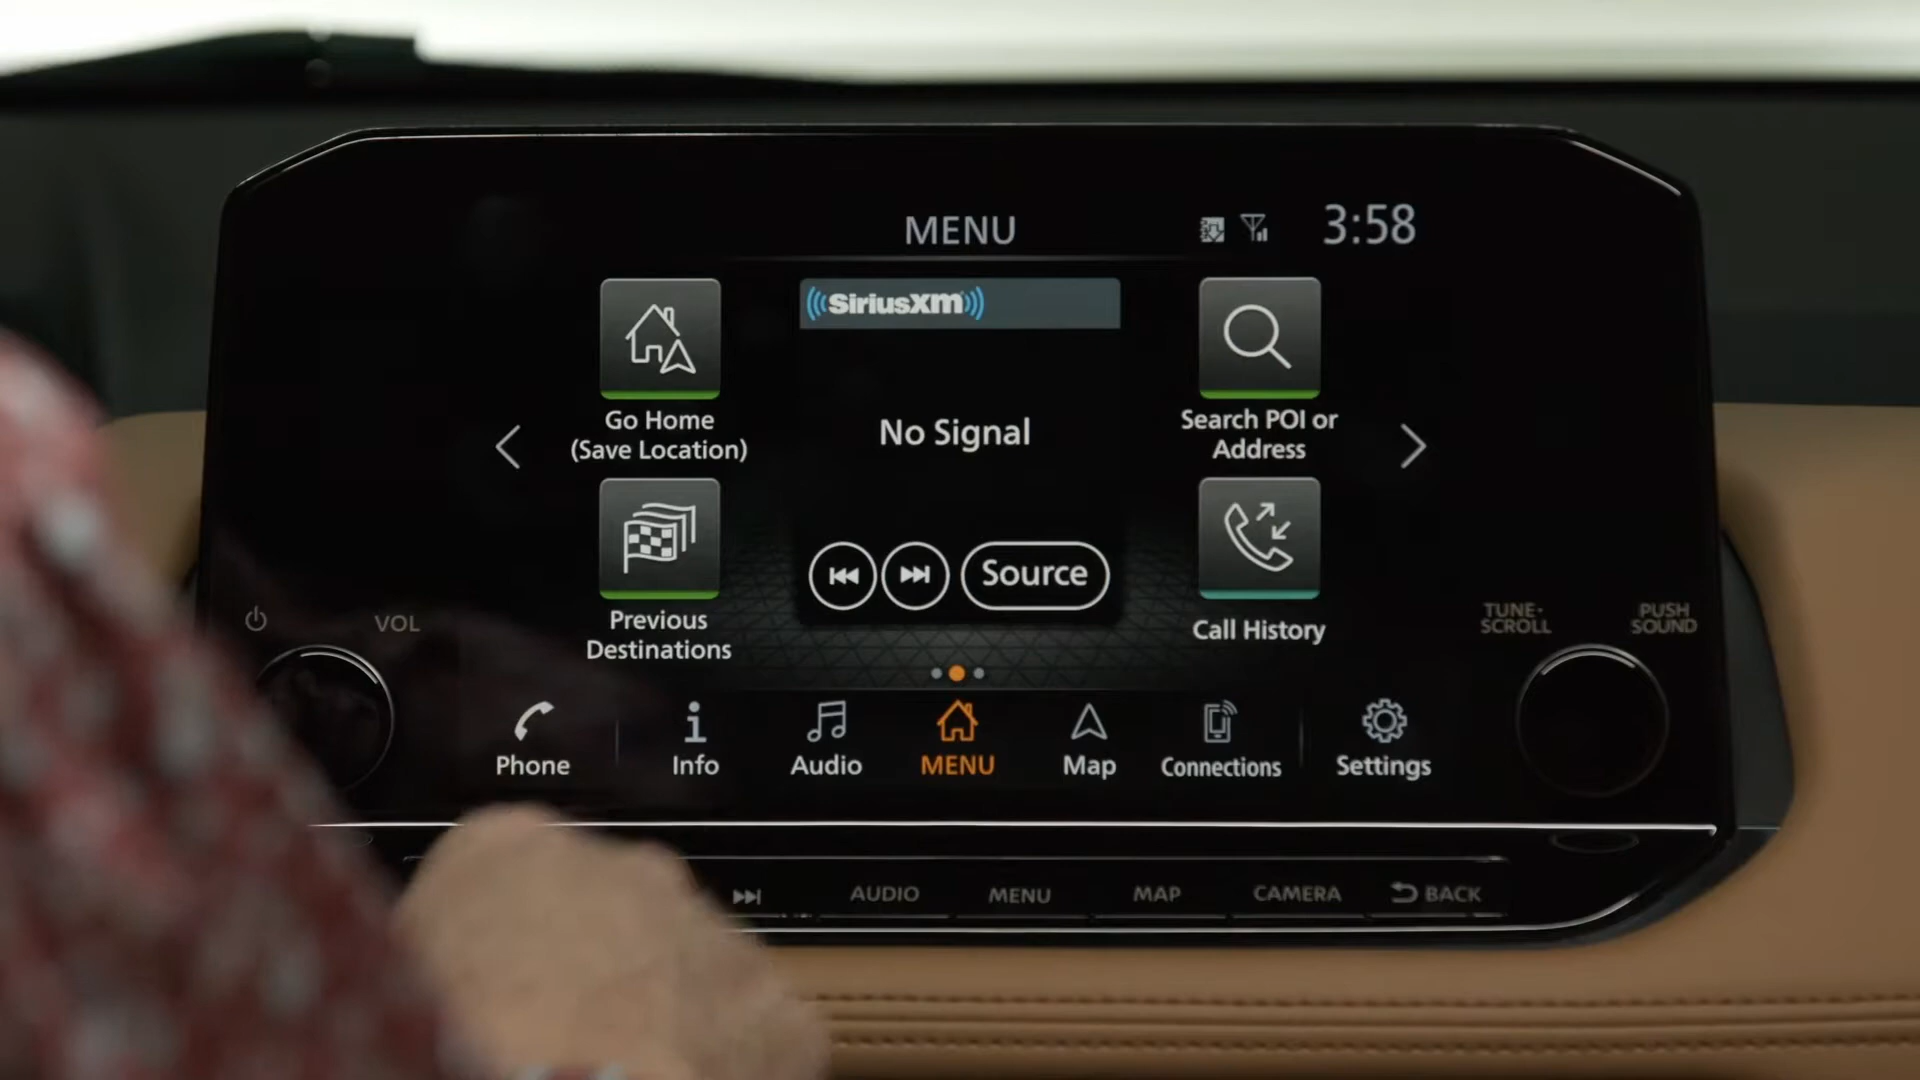 MENU
3:58
SiriusXM
Go Home
(Save Location)
No Signal
Search POI or
Address
Source
Previous
Destinations
Call History
VOL
TUNE·
SCROLL
PUSH
SOUND
Phone
Info
Audio
MENU
Map
Connections
Settings
AUDIO
MENU
MAP
CAMERA
BACK